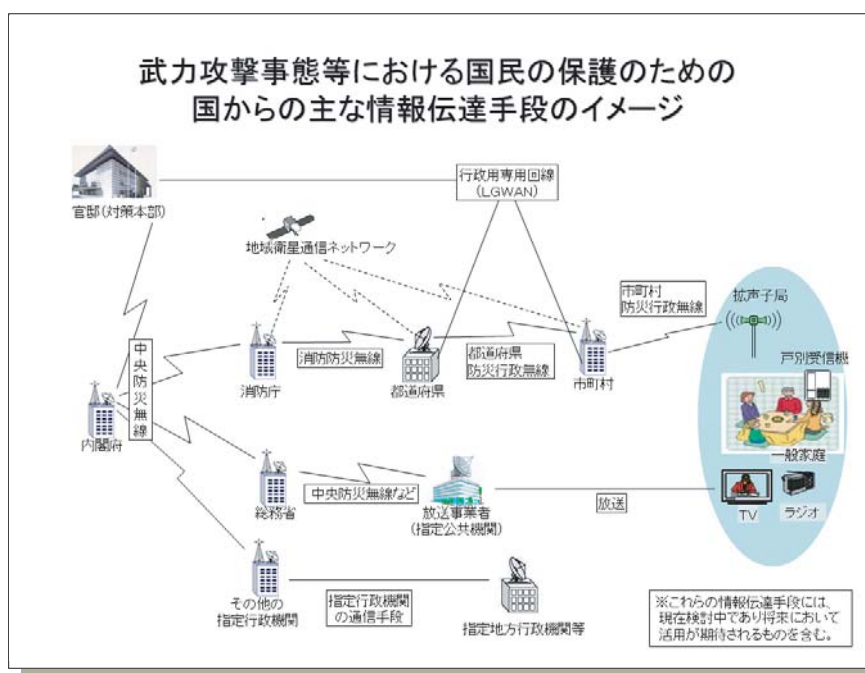 武力攻撃事態等における国民の保護のための
国からの主な情報伝達手段のイメージ
官邸(対策本部)
行政用専用回線
(LGWAN)
地域衛星通信ネットワーク
市町村
防災行政無線
拡声子局
中央防災無線
消防防災無線
都道府県
防災行政無線
戸別受信機
消防庁
都道府県
市町村
内閣府
一般家庭
総務省
中央防災無線など
放送事業者
(指定公共機関)
放送
TV
ラジオ
その他の
指定行政機関
指定行政機関
の通信手段
指定地方行政機関等
※これらの情報伝達手段には、
現在検討中であり将来において
活用が期待されるものを含む。